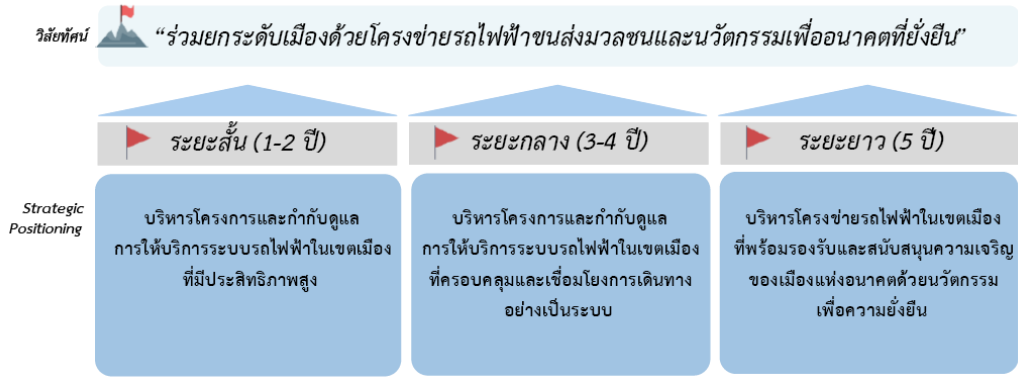 วิสัยทัศน์
“ร่วมยกระดับเมืองด้วยโครงข่ายรถไฟฟ้าขนส่งมวลชนและนวัตกรรมเพื่ออนาคตที่ยั่งยืน”
ระยะสั้น (1-2 ปี)
ระยะกลาง (3-4 ปี)
ระยะยาว (5 ปี)
Strategic
Positioning
บริหารโครงการและกำกับดูแล
การให้บริการระบบรถไฟฟ้าในเขตเมือง
ที่มีประสิทธิภาพสูง
บริหารโครงการและกำกับดูแล
การให้บริการระบบรถไฟฟ้าในเขตเมือง
ที่ครอบคลุมและเชื่อมโยงการเดินทาง
อย่างเป็นระบบ
บริหารโครงข่ายรถไฟฟ้าในเขตเมือง
ที่พร้อมรองรับและสนับสนุนความเจริญ
ของเมืองแห่งอนาคตด้วยนวัตกรรม
เพื่อความยั่งยืน